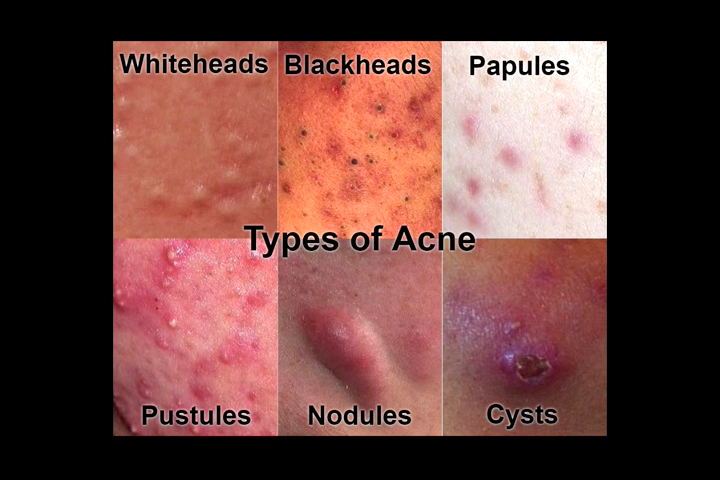 Whiteheads
Blackheads
Papules
Types of Acne
Pustules
Nodules
Cysts